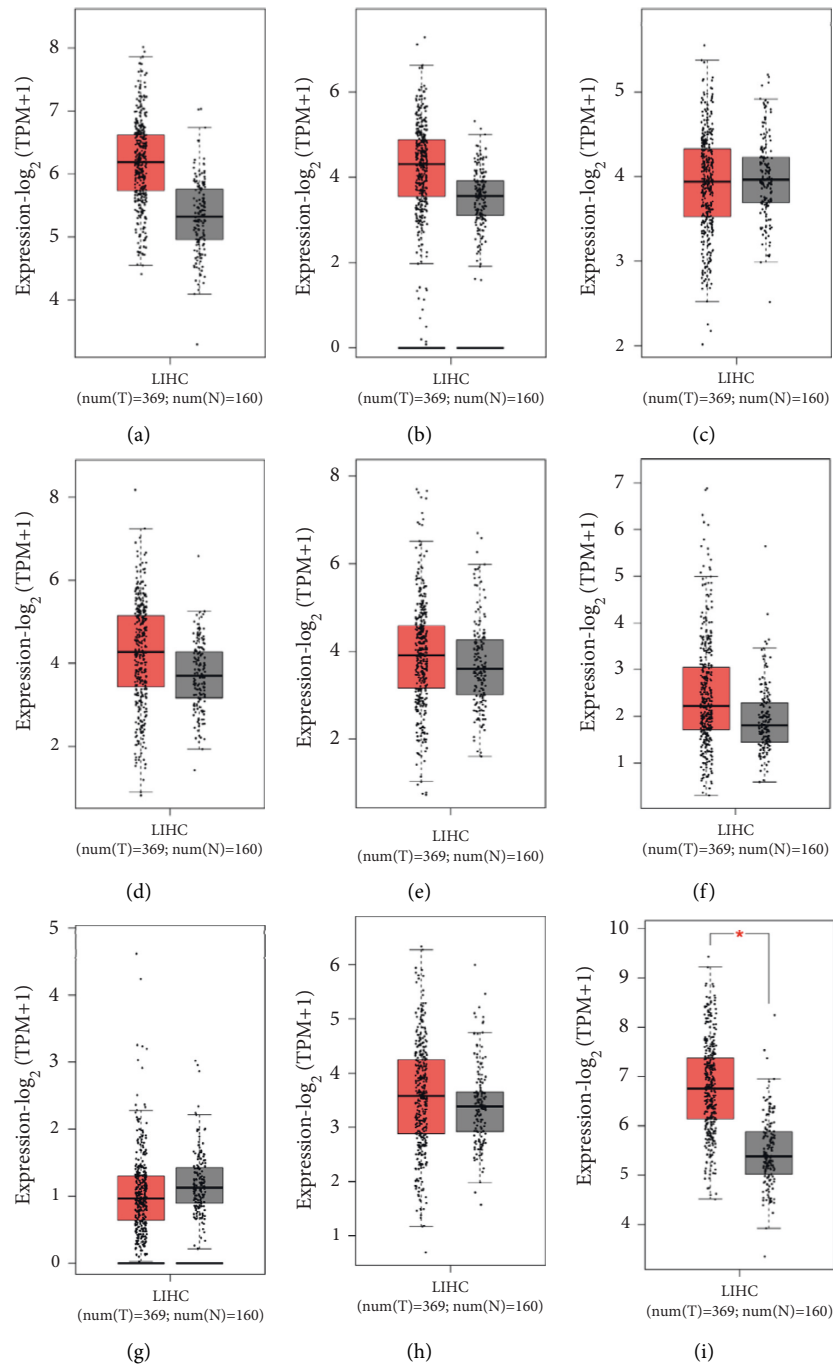 Expression-log2 (TPM+1)
8
7
6
5
4
LIHC
(num(T)=369; num(N)=160)
(a)
Expression-log2 (TPM+1)
6
4
2
0
LIHC
(num(T)=369; num(N)=160)
(b)
Expression-log2 (TPM+1)
5
4
3
2
LIHC
(num(T)=369; num(N)=160)
(c)
Expression-log2 (TPM+1)
8
6
4
2
LIHC
(num(T)=369; num(N)=160)
(d)
Expression-log2 (TPM+1)
8
6
4
2
LIHC
(num(T)=369; num(N)=160)
(e)
Expression-log2 (TPM+1)
7
6
5
4
3
2
1
LIHC
(num(T)=369; num(N)=160)
(f)
Expression-log2 (TPM+1)
5
4
3
2
1
0
LIHC
(num(T)=369; num(N)=160)
(g)
Expression-log2 (TPM+1)
6
5
4
3
2
1
LIHC
(num(T)=369; num(N)=160)
(h)
Expression-log2 (TPM+1)
10
9
8
7
6
5
4
*
LIHC
(num(T)=369; num(N)=160)
(i)